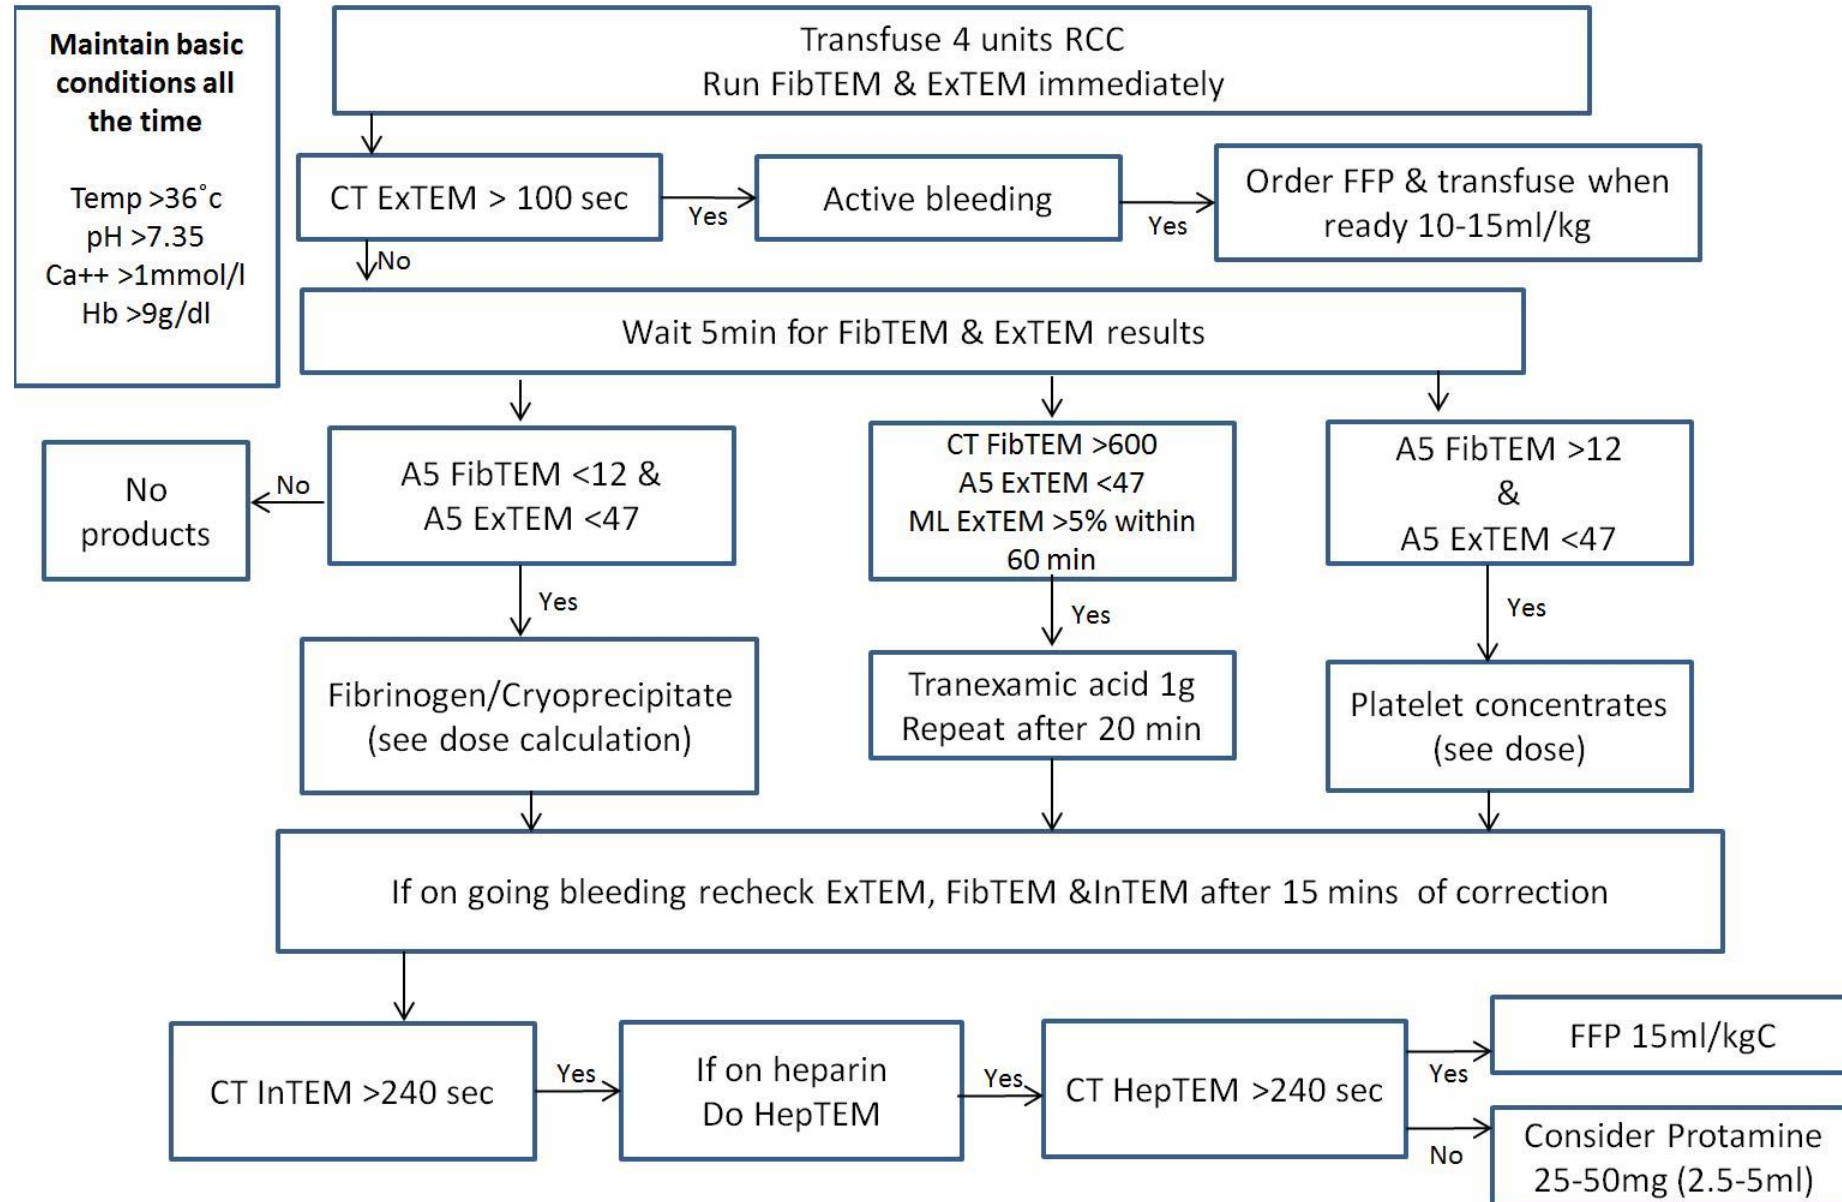 Maintain basic
conditions all
the time
Temp >36˚c
pH >7.35
Ca++ >1mmol/l
Hb >9g/dl
Transfuse 4 units RCC
Run FibTEM & ExTEM immediately
CT ExTEM > 100 sec
Yes
Active bleeding
Yes
Order FFP & transfuse when
ready 10-15ml/kg
No
Wait 5min for FibTEM & ExTEM results
No
products
No
A5 FibTEM <12 &
A5 ExTEM <47
CT FibTEM >600
A5 ExTEM <47
ML ExTEM >5% within
60 min
A5 FibTEM >12
&
A5 ExTEM <47
Yes
Yes
Yes
Fibrinogen/Cryoprecipitate
(see dose calculation)
Tranexamic acid 1g
Repeat after 20 min
Platelet concentrates
(see dose)
If on going bleeding recheck ExTEM, FibTEM &InTEM after 15 mins of correction
CT InTEM >240 sec
Yes
If on heparin
Do HepTEM
Yes
CT HepTEM >240 sec
Yes
FFP 15ml/kgC
No
Consider Protamine
25-50mg (2.5-5ml)